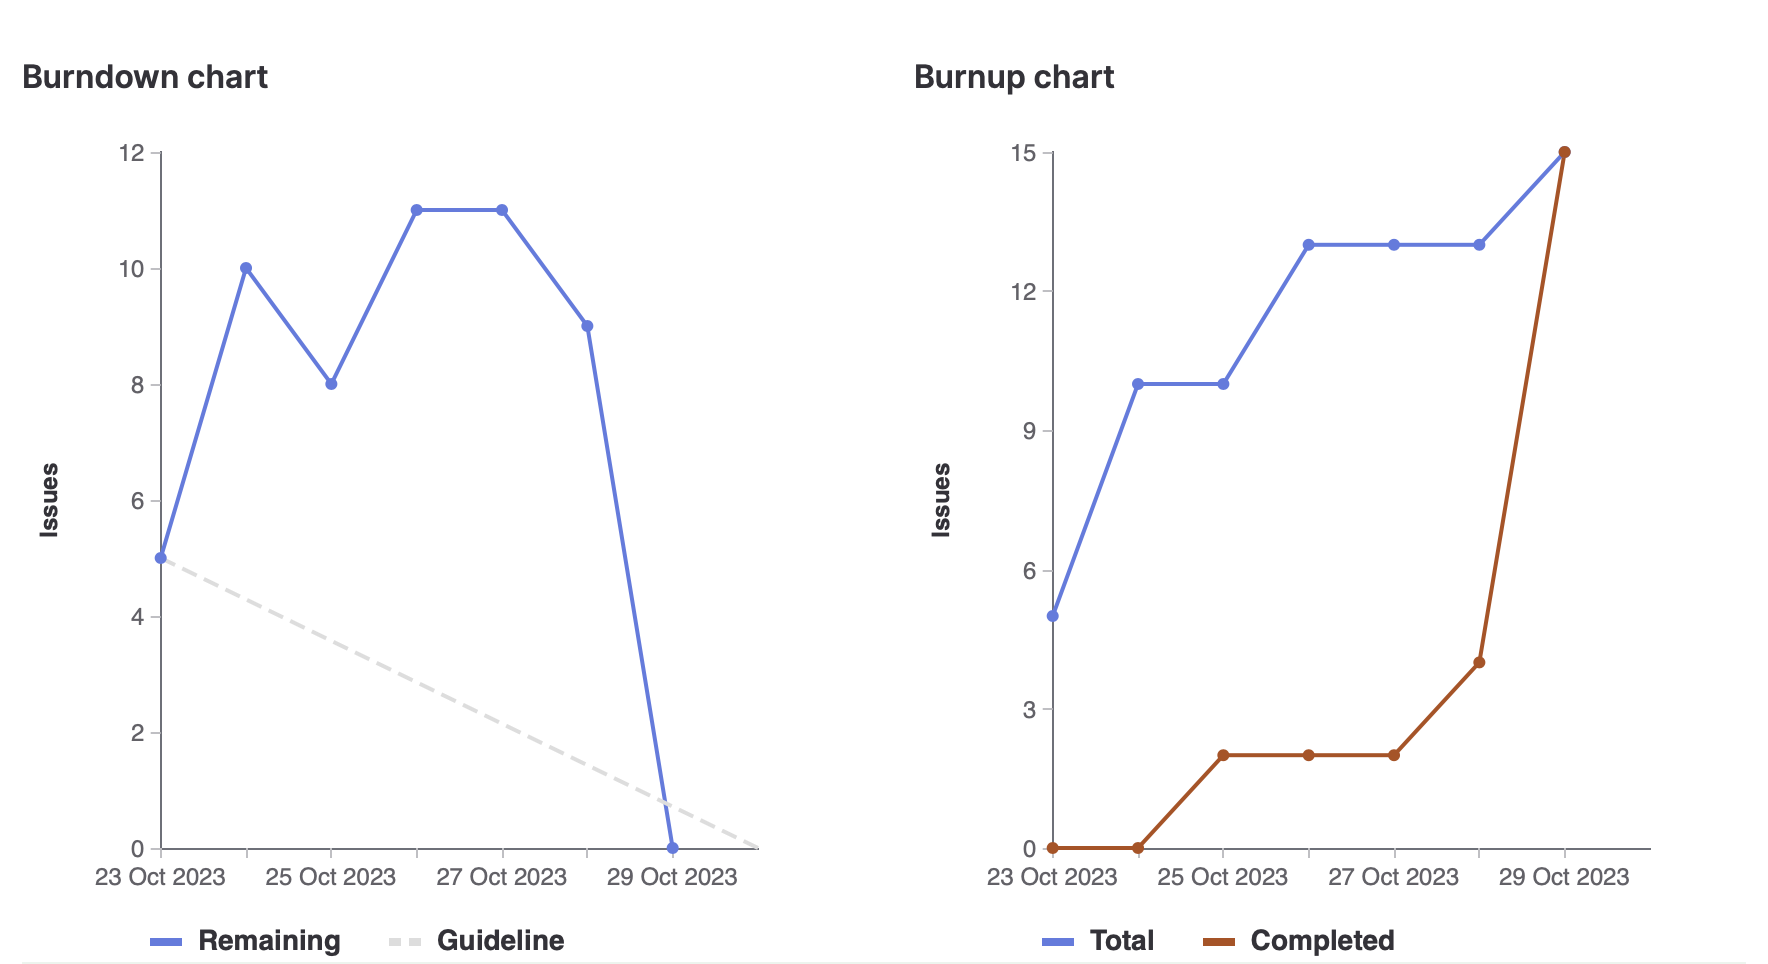 Burndown chart
12
10
8
6
4
2
0
Issues
23 Oct 2023
25 Oct 2023
27 Oct 2023
29 Oct 2023
Remaining
Guideline
Burnup chart
15
12
9
6
3
0
Issues
23 Oct 2023
25 Oct 2023
27 Oct 2023
29 Oct 2023
Total
Completed